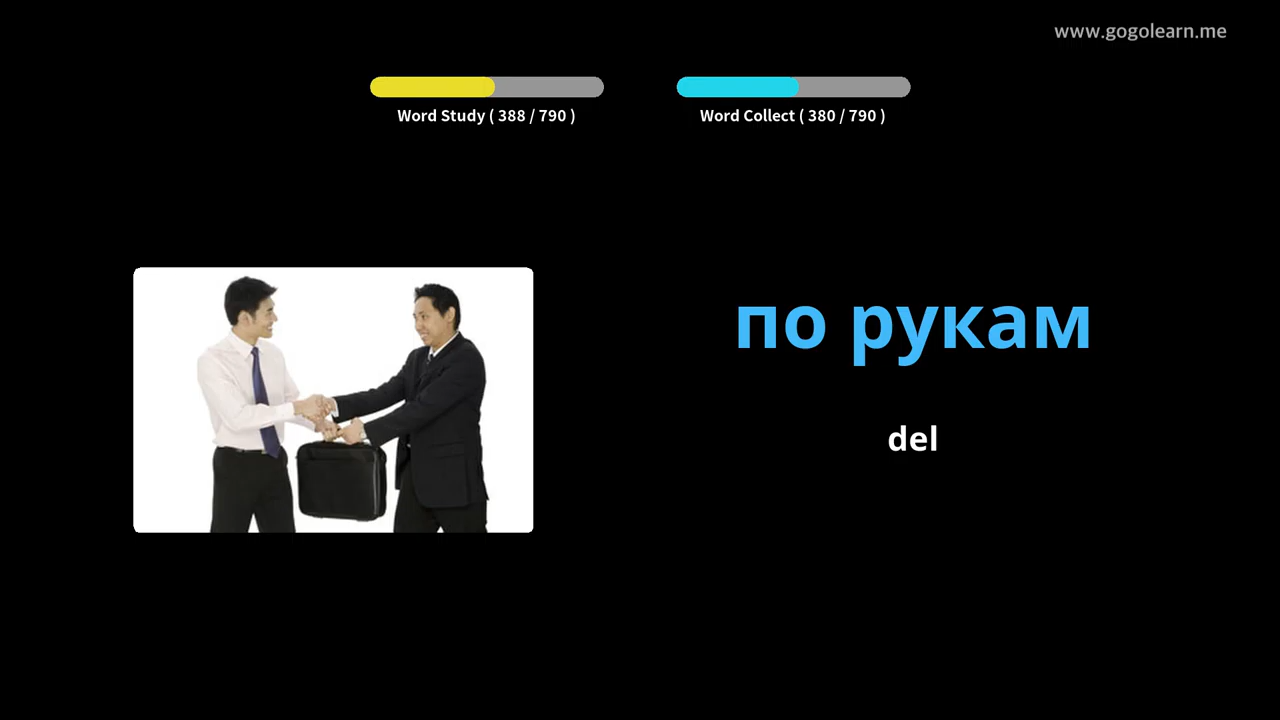 www.gogolearn.me
Word Study ( 388 / 790 )
Word Collect ( 380 / 790 )
по рукам
del